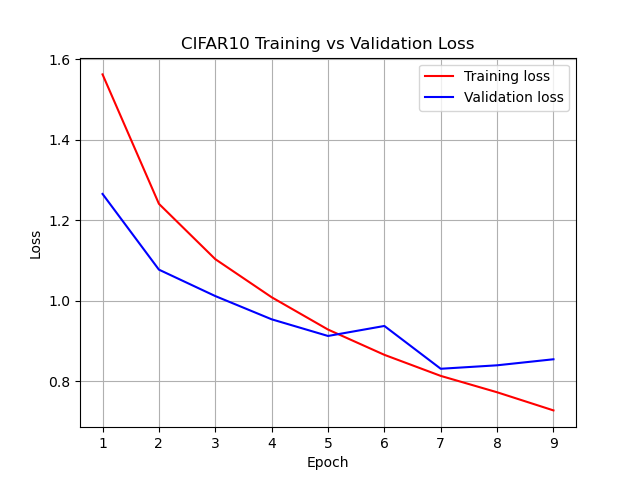 CIFAR10 Training vs Validation Loss
Training loss
Validation loss
1.6
1.4
1.2
1.0
0.8
Loss
1 2 3 4 5 6 7 8 9
Epoch